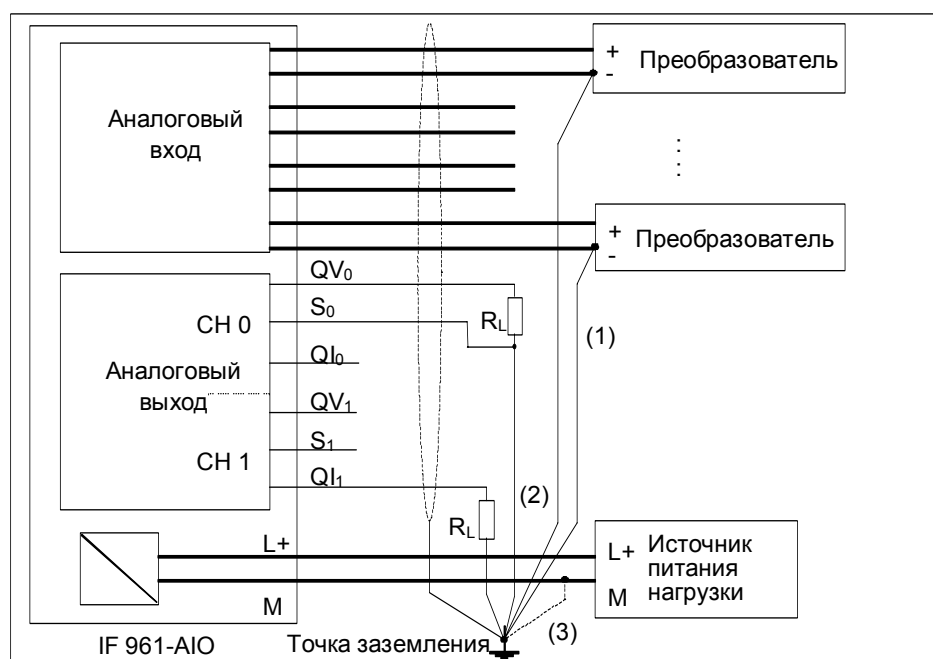 +
-
Преобразователь
Аналоговый
вход
+
-
Преобразователь
QV0
S0
RL
CH 0
(1)
QI0
Аналоговый
выход
QV1
S1
CH 1
QI1
(2)
RL
L+
L+
Источник
питания
нагрузки
M
M
(3)
IF 961-AIO
Точка заземления